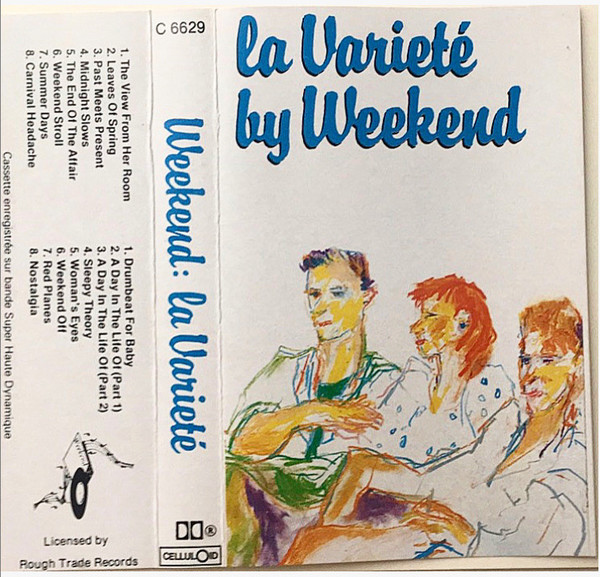 C 6629
la Varieté
by Weekend
Weekend: la Varieté
1. The View From Her Room
2. Leaves Of Spring
3. Past Meets Present
4. Midnight Slows
5. The End Of The Affair
6. Weekend Stroll
7. Summer Days
8. Carnival Headache
1. Drumbeat For Baby
2. A Day In The Life Of (Part 1)
3. A Day In The Life Of (Part 2)
4. Sleepy Theory
5. Woman's Eyes
6. Weekend Off
7. Red Planes
8. Nostalgia
Cassette enregistrée sur bande Super Haute Dynamique
Licensed by
Rough Trade Records
®
CELLULOID